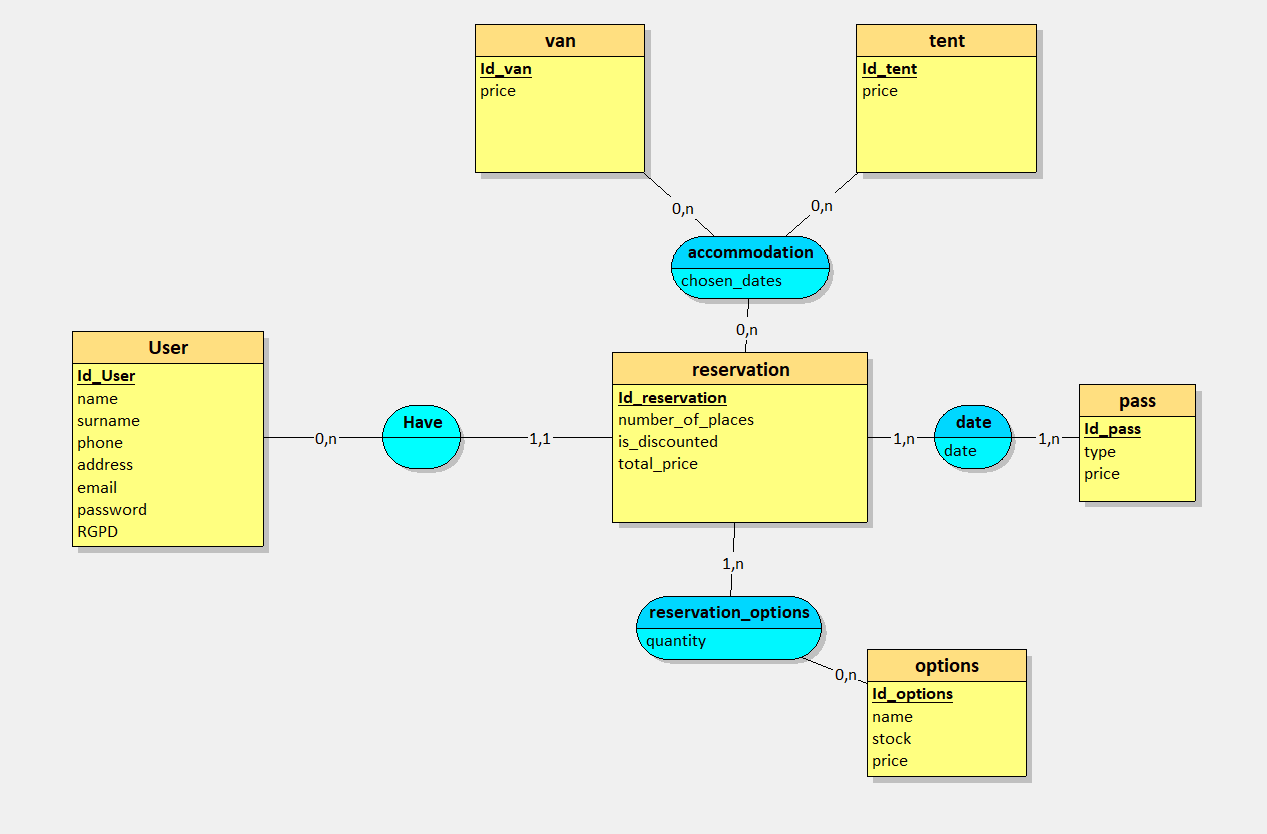 van
Id_van
price
tent
Id_tent
price
0,n
0,n
accommodation
chosen_dates
0,n
User
Id_User
name
surname
phone
address
email
password
RGPD
0,n
Have
1,1
reservation
Id_reservation
number_of_places
is_discounted
total_price
1,n
date
date
1,n
pass
Id_pass
type
price
1,n
reservation_options
quantity
0,n
options
Id_options
name
stock
price